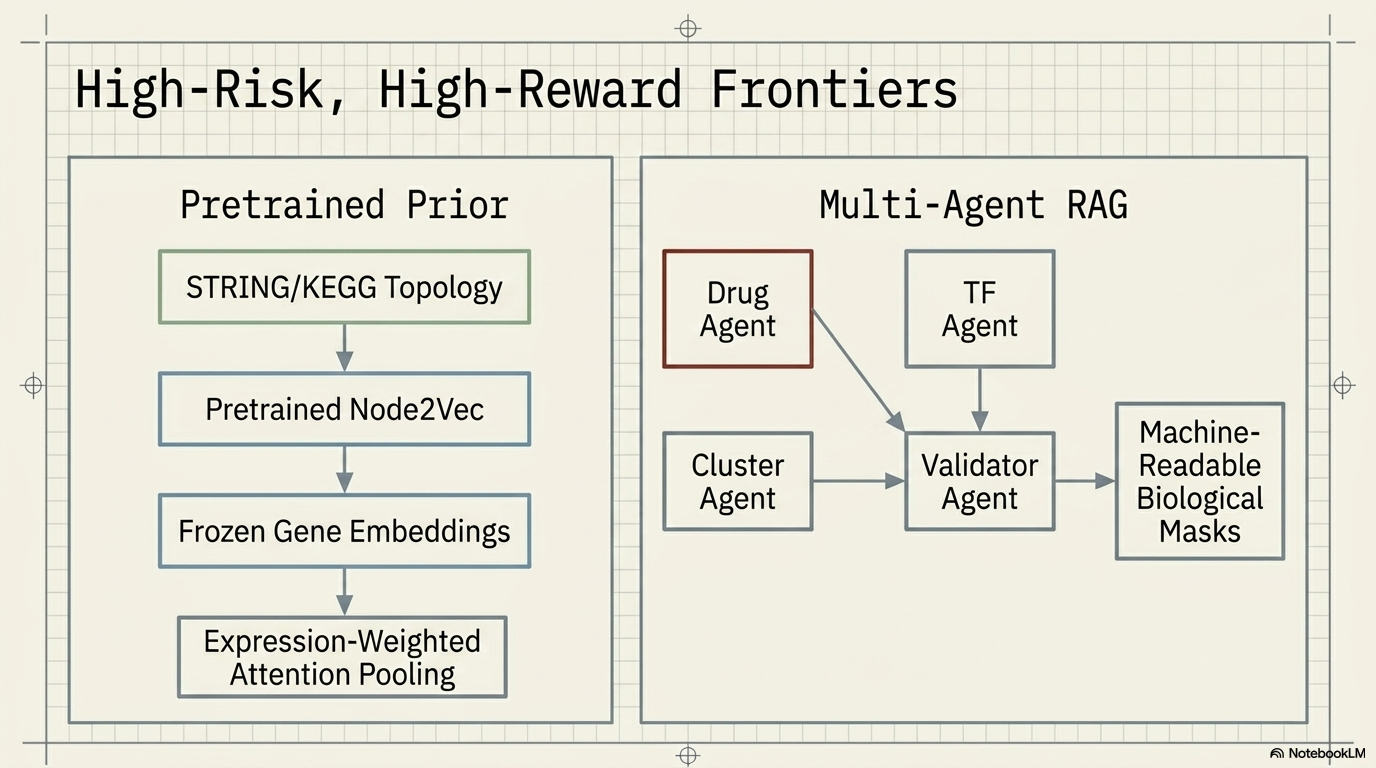 High-Risk, High-Reward Frontiers
Pretrained Prior
STRING/KEGG Topology
Pretrained Node2Vec
Frozen Gene Embeddings
Expression-Weighted
Attention Pooling
Multi-Agent RAG
Drug
Agent
TF
Agent
Cluster
Agent
Validator
Agent
Machine-
Readable
Biological
Masks
NotebookLM